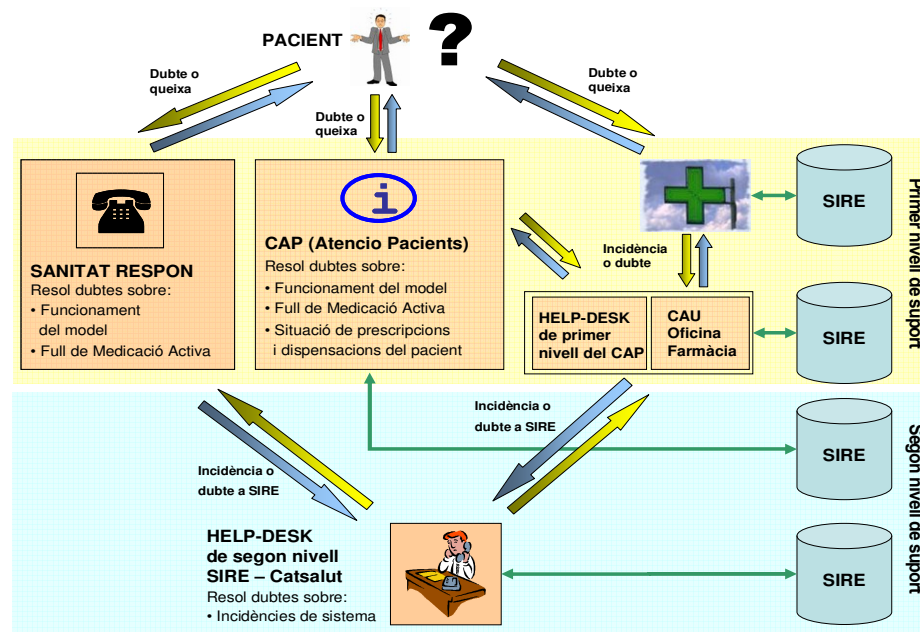 PACIENT
?
Dubte o
queixa
Dubte o
queixa
Dubte o
queixa
SANITAT RESPON
Resol dubtes sobre:
• Funcionament
del model
• Full de Medicació Activa
i
CAP (Atencio Pacients)
Resol dubtes sobre:
• Funcionament del model
• Full de Medicació Activa
• Situació de prescripcions
i dispensacions del pacient
Incidència
o dubte
HELP-DESK
de primer
nivell del CAP
CAU
Oficina
Farmàcia
SIRE
SIRE
Primer nivell de suport
Incidència o
dubte a SIRE
Incidència o
dubte a SIRE
HELP-DESK
de segon nivell
SIRE – Catsalut
Resol dubtes sobre:
• Incidències de sistema
SIRE
SIRE
Segon nivell de suport